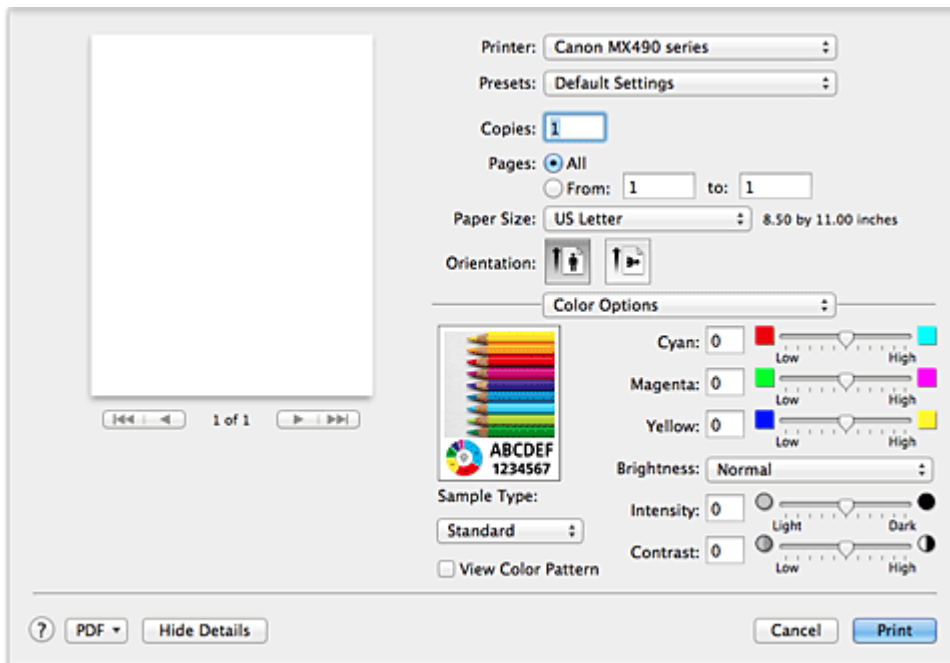 Printer: Canon MX490 series
Presets: Default Settings
Copies: 1
Pages: All
From: 1 to: 1
Paper Size: US Letter 8.50 by 11.00 inches
Orientation:
Color Options
1 of 1
ABCDEF
1234567
Sample Type:
Standard
View Color Pattern
Cyan: 0
Low High
Magenta: 0
Low High
Yellow: 0
Low High
Brightness: Normal
Intensity: 0
Light Dark
Contrast: 0
Low High
? PDF Hide Details Cancel Print